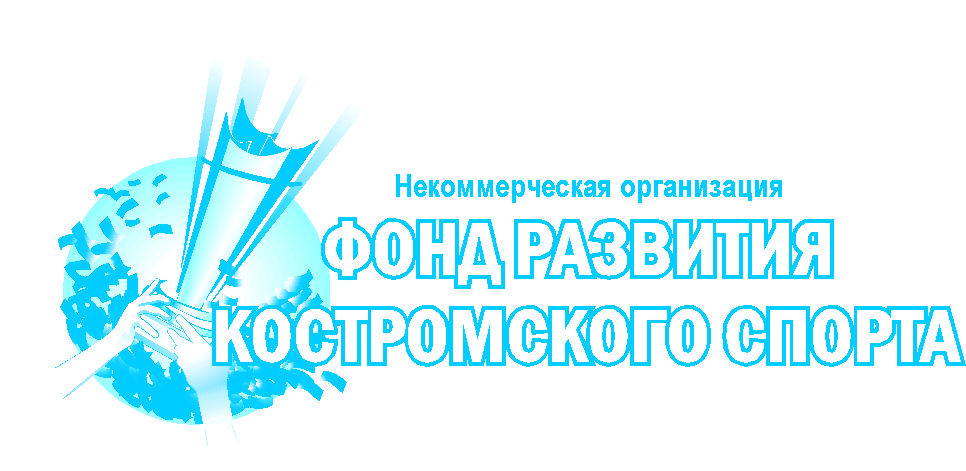 Некоммерческая организация
ФОНД РАЗВИТИЯ
КОСТРОМСКОГО СПОРТА